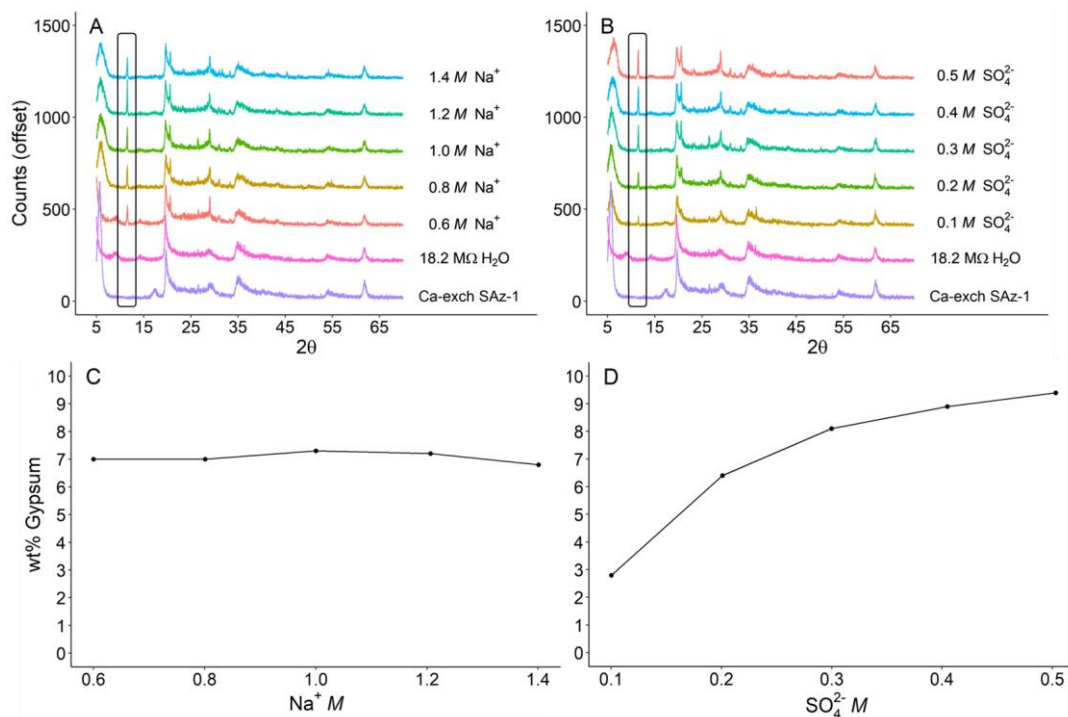 A
1500
1000
500
0
Counts (offset)
1.4 M Na⁺
1.2 M Na⁺
1.0 M Na⁺
0.8 M Na⁺
0.6 M Na⁺
18.2 MΩ H₂O
Ca-exch SAz-1
5 15 25 35 45 55 65
2θ
B
1500
1000
500
0
0.5 M SO₄²⁻
0.4 M SO₄²⁻
0.3 M SO₄²⁻
0.2 M SO₄²⁻
0.1 M SO₄²⁻
18.2 MΩ H₂O
Ca-exch SAz-1
5 15 25 35 45 55 65
2θ
C
10
9
8
7
6
5
4
3
2
1
0
wt% Gypsum
0.6 0.8 1.0 1.2 1.4
Na⁺ M
D
10
9
8
7
6
5
4
3
2
1
0
0.1 0.2 0.3 0.4 0.5
SO₄²⁻ M